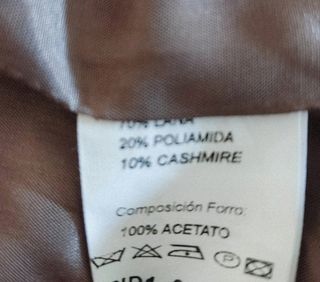 70% LANA
20% POLIAMIDA
10% CASHMIRE
Composición Forro:
100% ACETATO
P